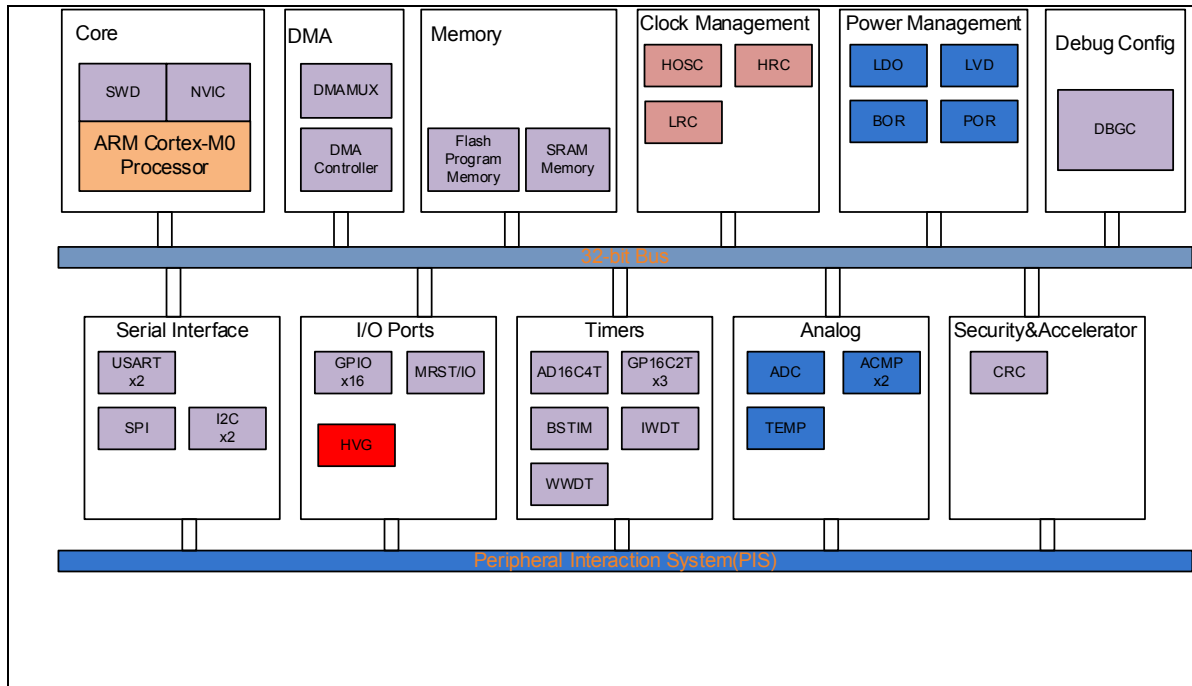 Core
SWD
NVIC
ARM Cortex-M0
Processor
DMA
DMAMUX
DMA
Controller
Memory
Flash
Program
Memory
SRAM
Memory
Clock Management
HOSC
HRC
LRC
Power Management
LDO
LVD
BOR
POR
Debug Config
DBGC
32-bit Bus
Serial Interface
USART
x2
SPI
I2C
x2
I/O Ports
GPIO
x16
MRST/IO
HVG
Timers
AD16C4T
GP16C2T
x3
BSTIM
IWDT
WWDT
Analog
ADC
ACMP
x2
TEMP
Security&Accelerator
CRC
Peripheral Interaction System(PIS)